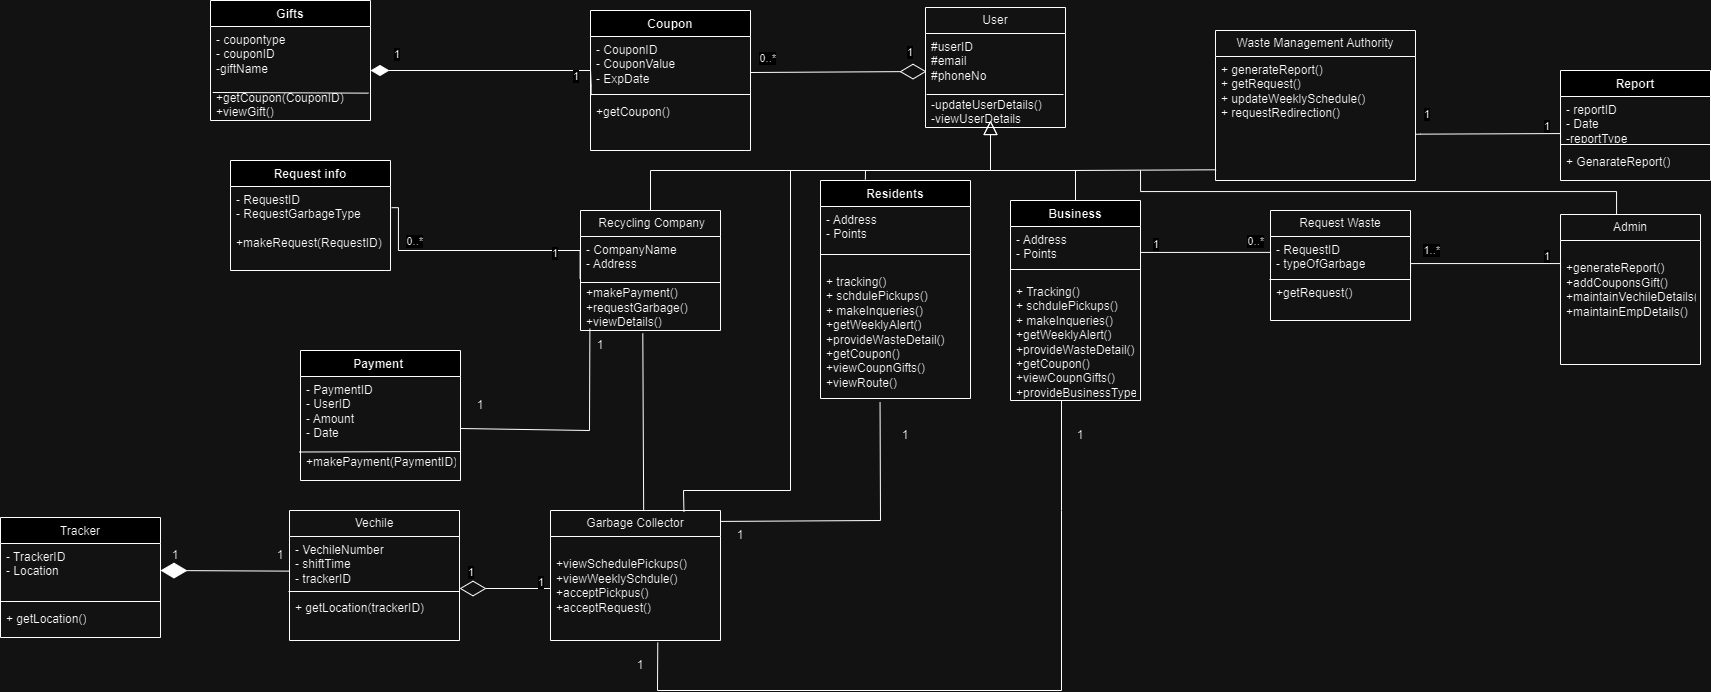 Gifts
- coupontype
- couponID
-giftName
+getCoupon(CouponID)
+viewGift()
1
1
Coupon
- CouponID
- CouponValue
- ExpDate
+getCoupon()
0..*
1
User
#userID
#email
#phoneNo
-updateUserDetails()
-viewUserDetails
Waste Management Authority
+ generateReport()
+ getRequest()
+ updateWeeklySchedule()
+ requestRedirection()
1
1
Report
- reportID
- Date
-reportType
+ GenarateReport()
Request info
- RequestID
- RequestGarbageType
+makeRequest(RequestID)
0..*
1
Recycling Company
- CompanyName
- Address
+makePayment()
+requestGarbage()
+viewDetails()
1
Residents
- Address
- Points
+ tracking()
+ schdulePickups()
+ makeInqueries()
+getWeeklyAlert()
+provideWasteDetail()
+getCoupon()
+viewCoupnGifts()
+viewRoute()
1
Business
- Address
- Points
+ Tracking()
+ schdulePickups()
+ makeInqueries()
+getWeeklyAlert()
+provideWasteDetail()
+getCoupon()
+viewCoupnGifts()
+provideBusinessType
1
1
0..*
Request Waste
- RequestID
- typeOfGarbage
+getRequest()
1..*
1
Admin
+generateReport()
+addCouponsGift()
+maintainVechileDetails(
+maintainEmpDetails()
Payment
- PaymentID
- UserID
- Amount
- Date
+makePayment(PaymentID)
1
Tracker
- TrackerID
- Location
+ getLocation()
1
1
Vechile
- VechileNumber
- shiftTime
- trackerID
+ getLocation(trackerID)
1
1
Garbage Collector
+viewSchedulePickups()
+viewWeeklySchdule()
+acceptPickpus()
+acceptRequest()
1
1